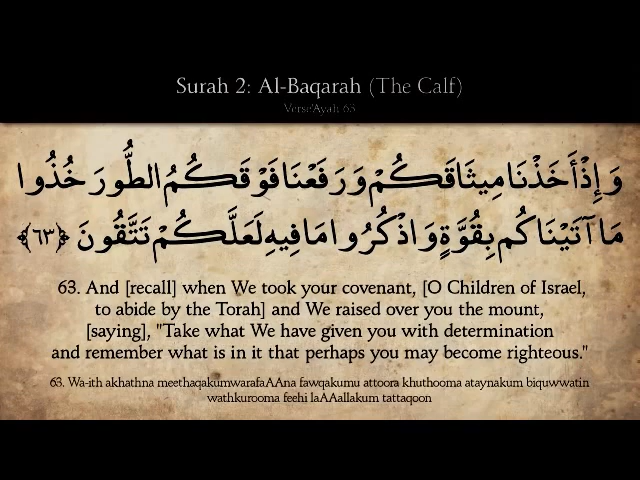 Surah 2: Al-Baqarah (The Calf)
Verse'Ayah 63
وَإِذْ أَخَذْنَا مِيثَاقَكُمْ وَرَفَعْنَا فَوْقَكُمُ الطُّورَ خُذُوا
مَا آتَيْنَاكُم بِقُوَّةٍ وَاذْكُرُوا مَا فِيهِ لَعَلَّكُمْ تَتَّقُونَ ﴿٦٣﴾
63. And [recall] when We took your covenant, [O Children of Israel,
to abide by the Torah] and We raised over you the mount,
[saying], "Take what We have given you with determination
and remember what is in it that perhaps you may become righteous."
63. Wa-ith akhathna meethaqakumwarafaAAna fawqakumu attoora khuthooma ataynakum biquwwatin
wathkurooma feehi laAAallakum tattaqoon